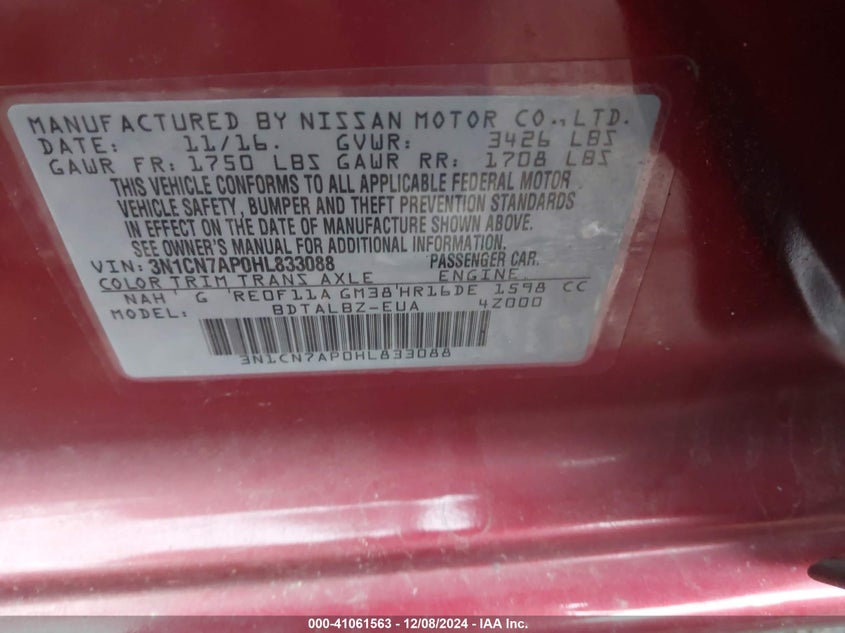 MANUFACTURED BY NISSAN MOTOR CO., LTD.
DATE: 11/16. GVWR: 3426 LBS
GAWR FR: 1750 LBS GAWR RR: 1708 LBS
THIS VEHICLE CONFORMS TO ALL APPLICABLE FEDERAL MOTOR
VEHICLE SAFETY, BUMPER AND THEFT PREVENTION STANDARDS
IN EFFECT ON THE DATE OF MANUFACTURE SHOWN ABOVE.
SEE OWNER'S MANUAL FOR ADDITIONAL INFORMATION.
VIN: 3N1CN7AP0HL833088 PASSENGER CAR.
COLOR TRIM TRANS AXLE ENGINE
NAH G RE0F11A GM38 HR16DE 1598 CC
MODEL: BDTALBZ-EUA 4Z000
3N1CN7AP0HL833088
000-41061563 - 12/08/2024 - IAA Inc.